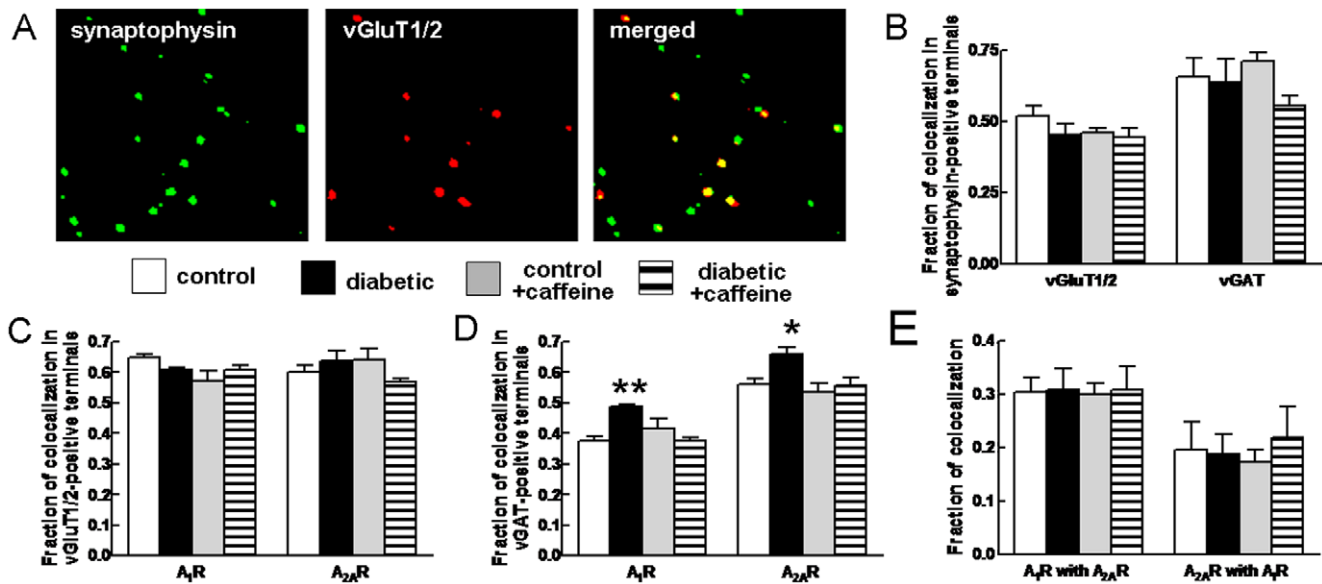 A
synaptophysin
vGluT1/2
merged
control
diabetic
control
+caffeine
diabetic
+caffeine
B
Fraction of colocalization in
synaptophysin-positive terminals
0.75
0.50
0.25
0.00
vGluT1/2
vGAT
C
Fraction of colocalization in
vGluT1/2-positive terminals
0.7
0.6
0.5
0.4
0.3
0.2
0.1
0.0
A₁R
A₂AR
D
Fraction of colocalization in
vGAT-positive terminals
0.7
0.6
0.5
0.4
0.3
0.2
0.1
0.0
**
*
A₁R
A₂AR
E
Fraction of colocalization
0.4
0.3
0.2
0.1
0.0
A₁R with A₂AR
A₂AR with A₁R